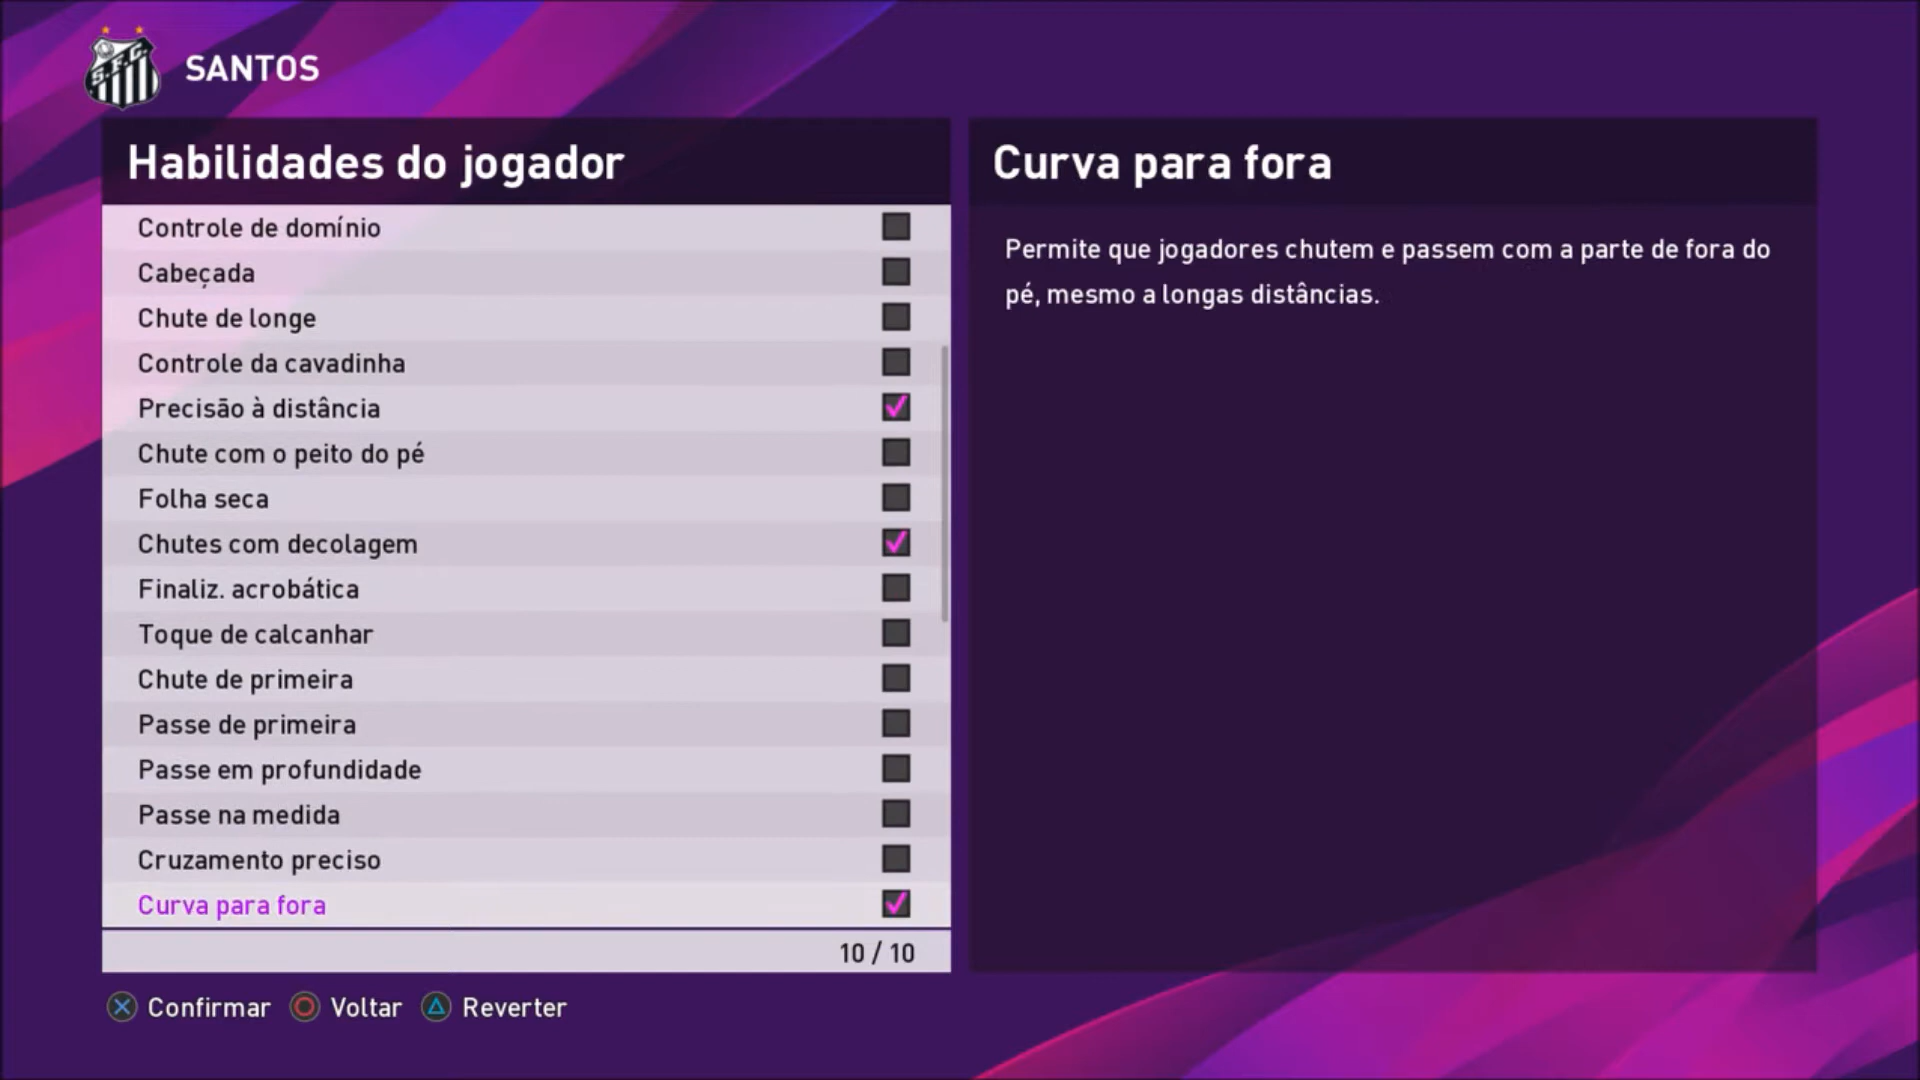 S.F.C.
SANTOS
Habilidades do jogador
Controle de domínio
Cabeçada
Chute de longe
Controle da cavadinha
Precisão à distância
Chute com o peito do pé
Folha seca
Chutes com decolagem
Finaliz. acrobática
Toque de calcanhar
Chute de primeira
Passe de primeira
Passe em profundidade
Passe na medida
Cruzamento preciso
Curva para fora
10 / 10
Curva para fora
Permite que jogadores chutem e passem com a parte de fora do
pé, mesmo a longas distâncias.
Confirmar Voltar Reverter